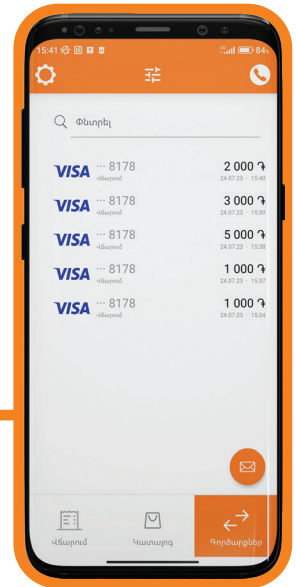 15:41 84%
Փնտրել
VISA ··· 8178 2 000 ֏
Վճարում 24.07.23 · 15:40
VISA ··· 8178 3 000 ֏
Վճարում 24.07.23 · 15:39
VISA ··· 8178 5 000 ֏
Վճարում 24.07.23 · 15:38
VISA ··· 8178 1 000 ֏
Վճարում 24.07.23 · 15:37
VISA ··· 8178 1 000 ֏
Վճարում 24.07.23 · 15:34
Վճարում Կատալոգ Գործարքներ